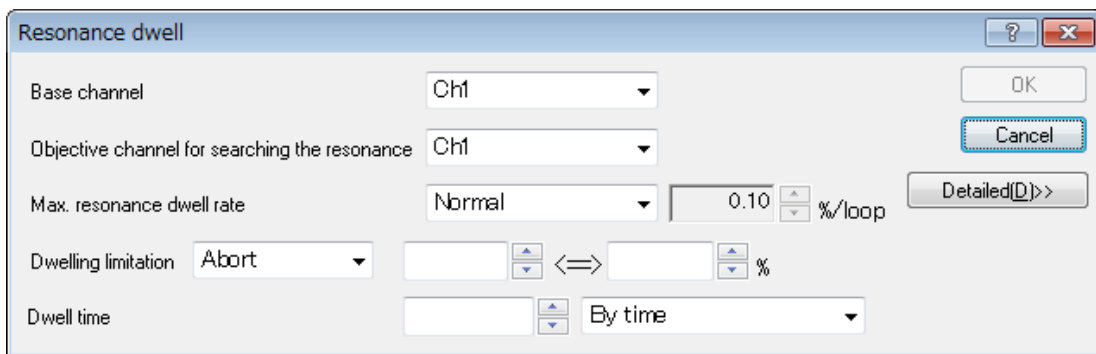 Resonance dwell
Base channel Ch1 OK
Objective channel for searching the resonance Ch1 Cancel
Max. resonance dwell rate Normal 0.10 %/loop Detailed(D)>>
Dwelling limitation Abort <=> %
Dwell time By time